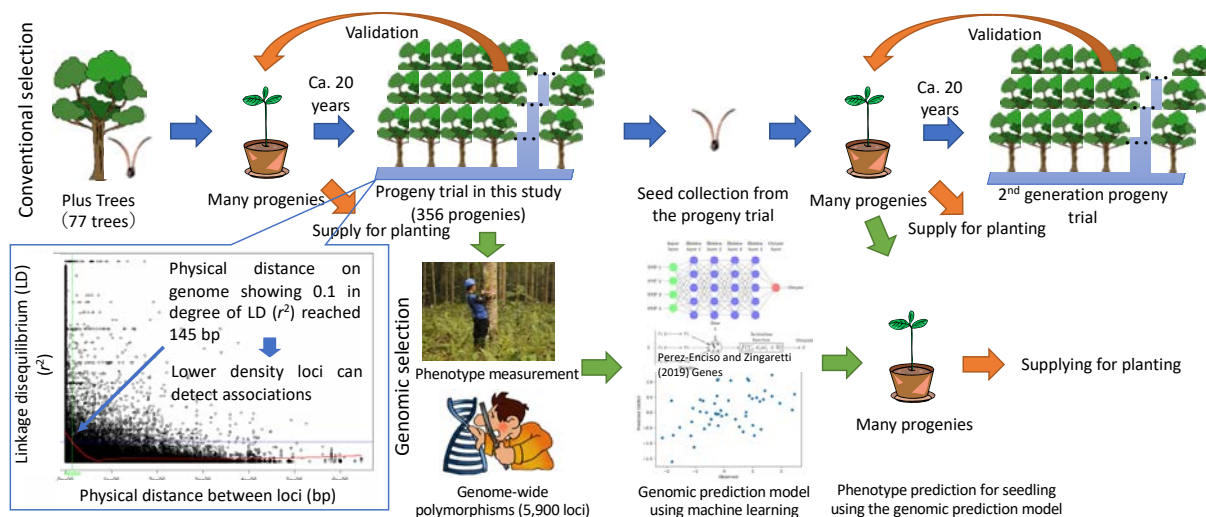 Conventional selection
Validation
Ca. 20
years
Plus Trees
(77 trees)
Many progenies
Supply for planting
Progeny trial in this study
(356 progenies)
Seed collection from
the progeny trial
Validation
Ca. 20
years
Many progenies
Supply for planting
2nd generation progeny
trial
Linkage disequilibrium (LD)
(r²)
Physical distance on
genome showing 0.1 in
degree of LD (r²) reached
145 bp
Lower density loci can
detect associations
Physical distance between loci (bp)
Genomic selection
Phenotype measurement
Genome-wide
polymorphisms (5,900 loci)
Perez-Enciso and Zingaretti
(2019) Genes
Genomic prediction model
using machine learning
Many progenies
Phenotype prediction for seedling
using the genomic prediction model
Supplying for planting